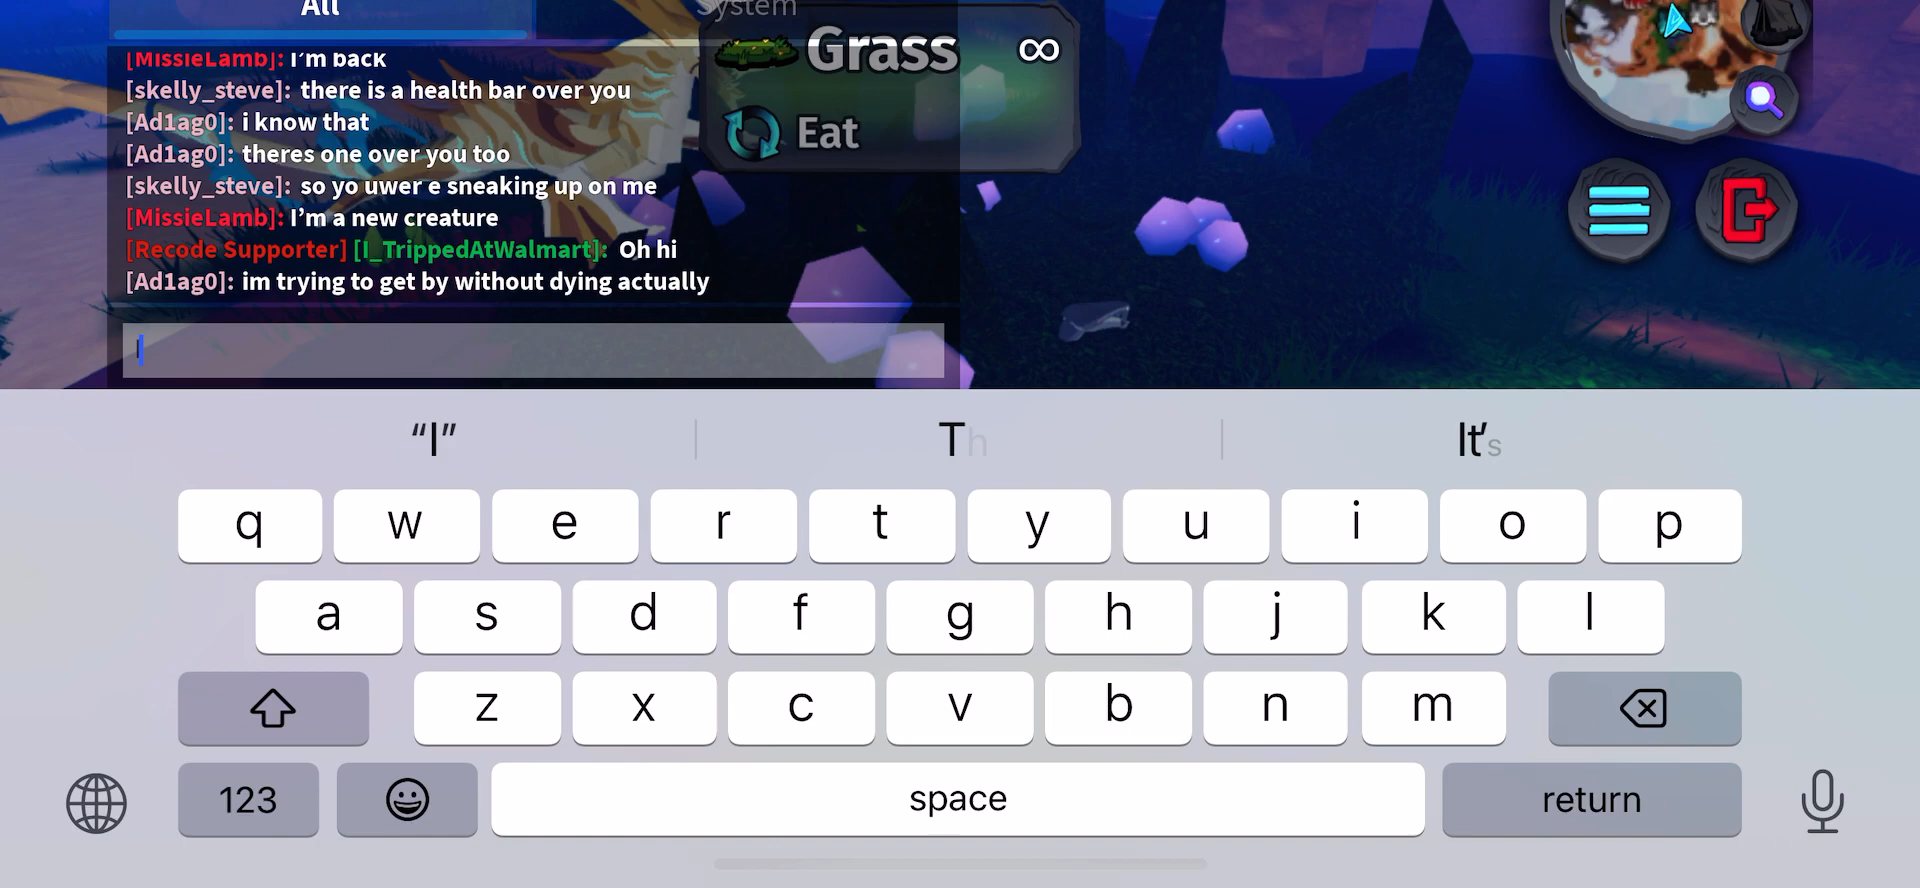 All
System
[MissieLamb]: I'm back
[skelly_steve]: there is a health bar over you
[Ad1ag0]: i know that
[Ad1ag0]: theres one over you too
[skelly_steve]: so yo uwer e sneaking up on me
[MissieLamb]: I'm a new creature
[Recode Supporter] [I_TrippedAtWalmart]: Oh hi
[Ad1ag0]: im trying to get by without dying actually
Grass ∞
Eat
I
“I” Th It's
q w e r t y u i o p
a s d f g h j k l
z x c v b n m
123 space return